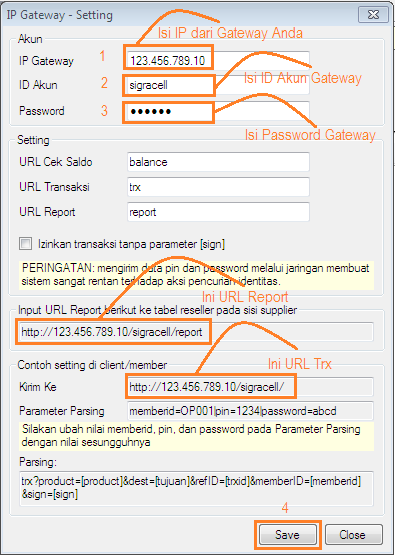 IP Gateway - Setting
Isi IP dari Gateway Anda
Akun
1 IP Gateway 123.456.789.10
2 ID Akun sigracell
Isi ID Akun Gateway
3 Password ●●●●●●
Isi Password Gateway
Setting
URL Cek Saldo balance
URL Transaksi trx
URL Report report
Izinkan transaksi tanpa parameter [sign]
PERINGATAN: mengirim data pin dan password melalui jaringan membuat
sistem sangat rentan terhadap aksi pencurian identitas.
Ini URL Report
Input URL Report berikut ke tabel reseller pada sisi supplier
http://123.456.789.10/sigracell/report
Ini URL Trx
Contoh setting di client/member
Kirim Ke http://123.456.789.10/sigracell/
Parameter Parsing memberid=OP001|pin=1234|password=abcd
Silakan ubah nilai memberid, pin, dan password pada Parameter Parsing
dengan nilai sesungguhnya
Parsing:
trx?product=[product]&dest=[tujuan]&refID=[trxid]&memberID=[memberid]
&sign=[sign]
4
Save Close